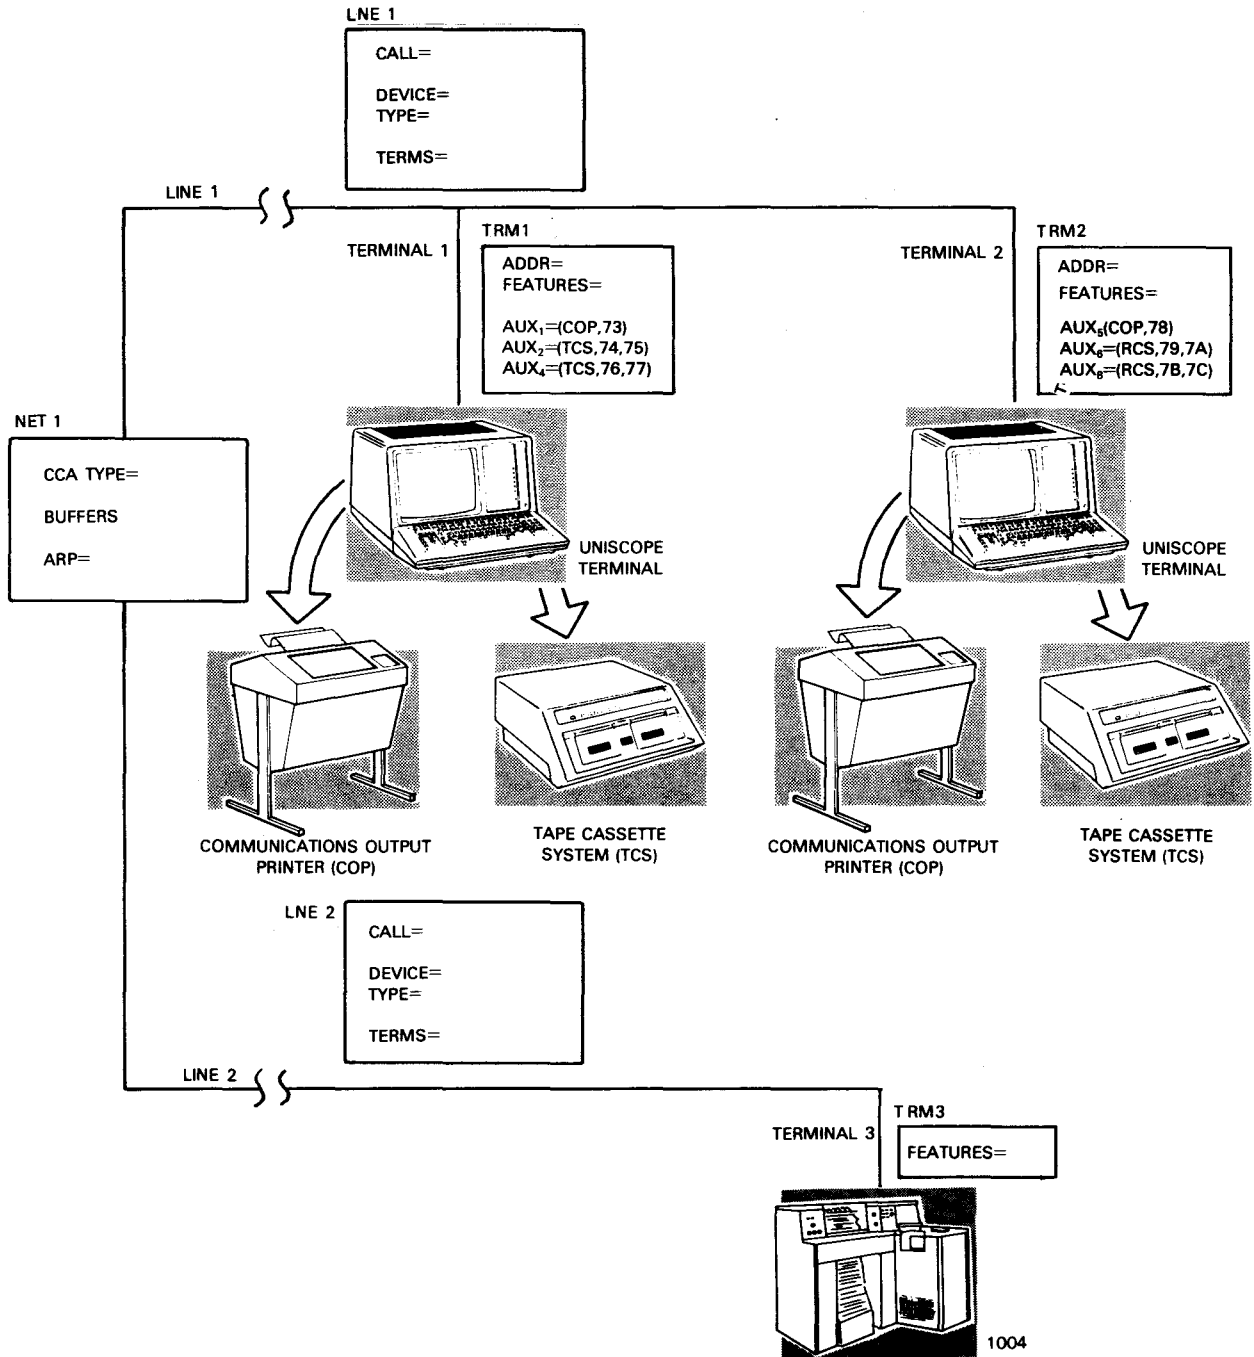 LNE 1
CALL=
DEVICE=
TYPE=
TERMS=
LINE 1
TERMINAL 1
TRM1
ADDR=
FEATURES=
AUX₁=(COP,73)
AUX₂=(TCS,74,75)
AUX₄=(TCS,76,77)
TERMINAL 2
TRM2
ADDR=
FEATURES=
AUX₅(COP,78)
AUX₆=(RCS,79,7A)
AUX₈=(RCS,7B,7C)
NET 1
CCA TYPE=
BUFFERS
ARP=
UNISCOPE
TERMINAL
UNISCOPE
TERMINAL
COMMUNICATIONS OUTPUT
PRINTER (COP)
TAPE CASSETTE
SYSTEM (TCS)
COMMUNICATIONS OUTPUT
PRINTER (COP)
TAPE CASSETTE
SYSTEM (TCS)
LNE 2
CALL=
DEVICE=
TYPE=
TERMS=
LINE 2
TERMINAL 3
TRM3
FEATURES=
1004